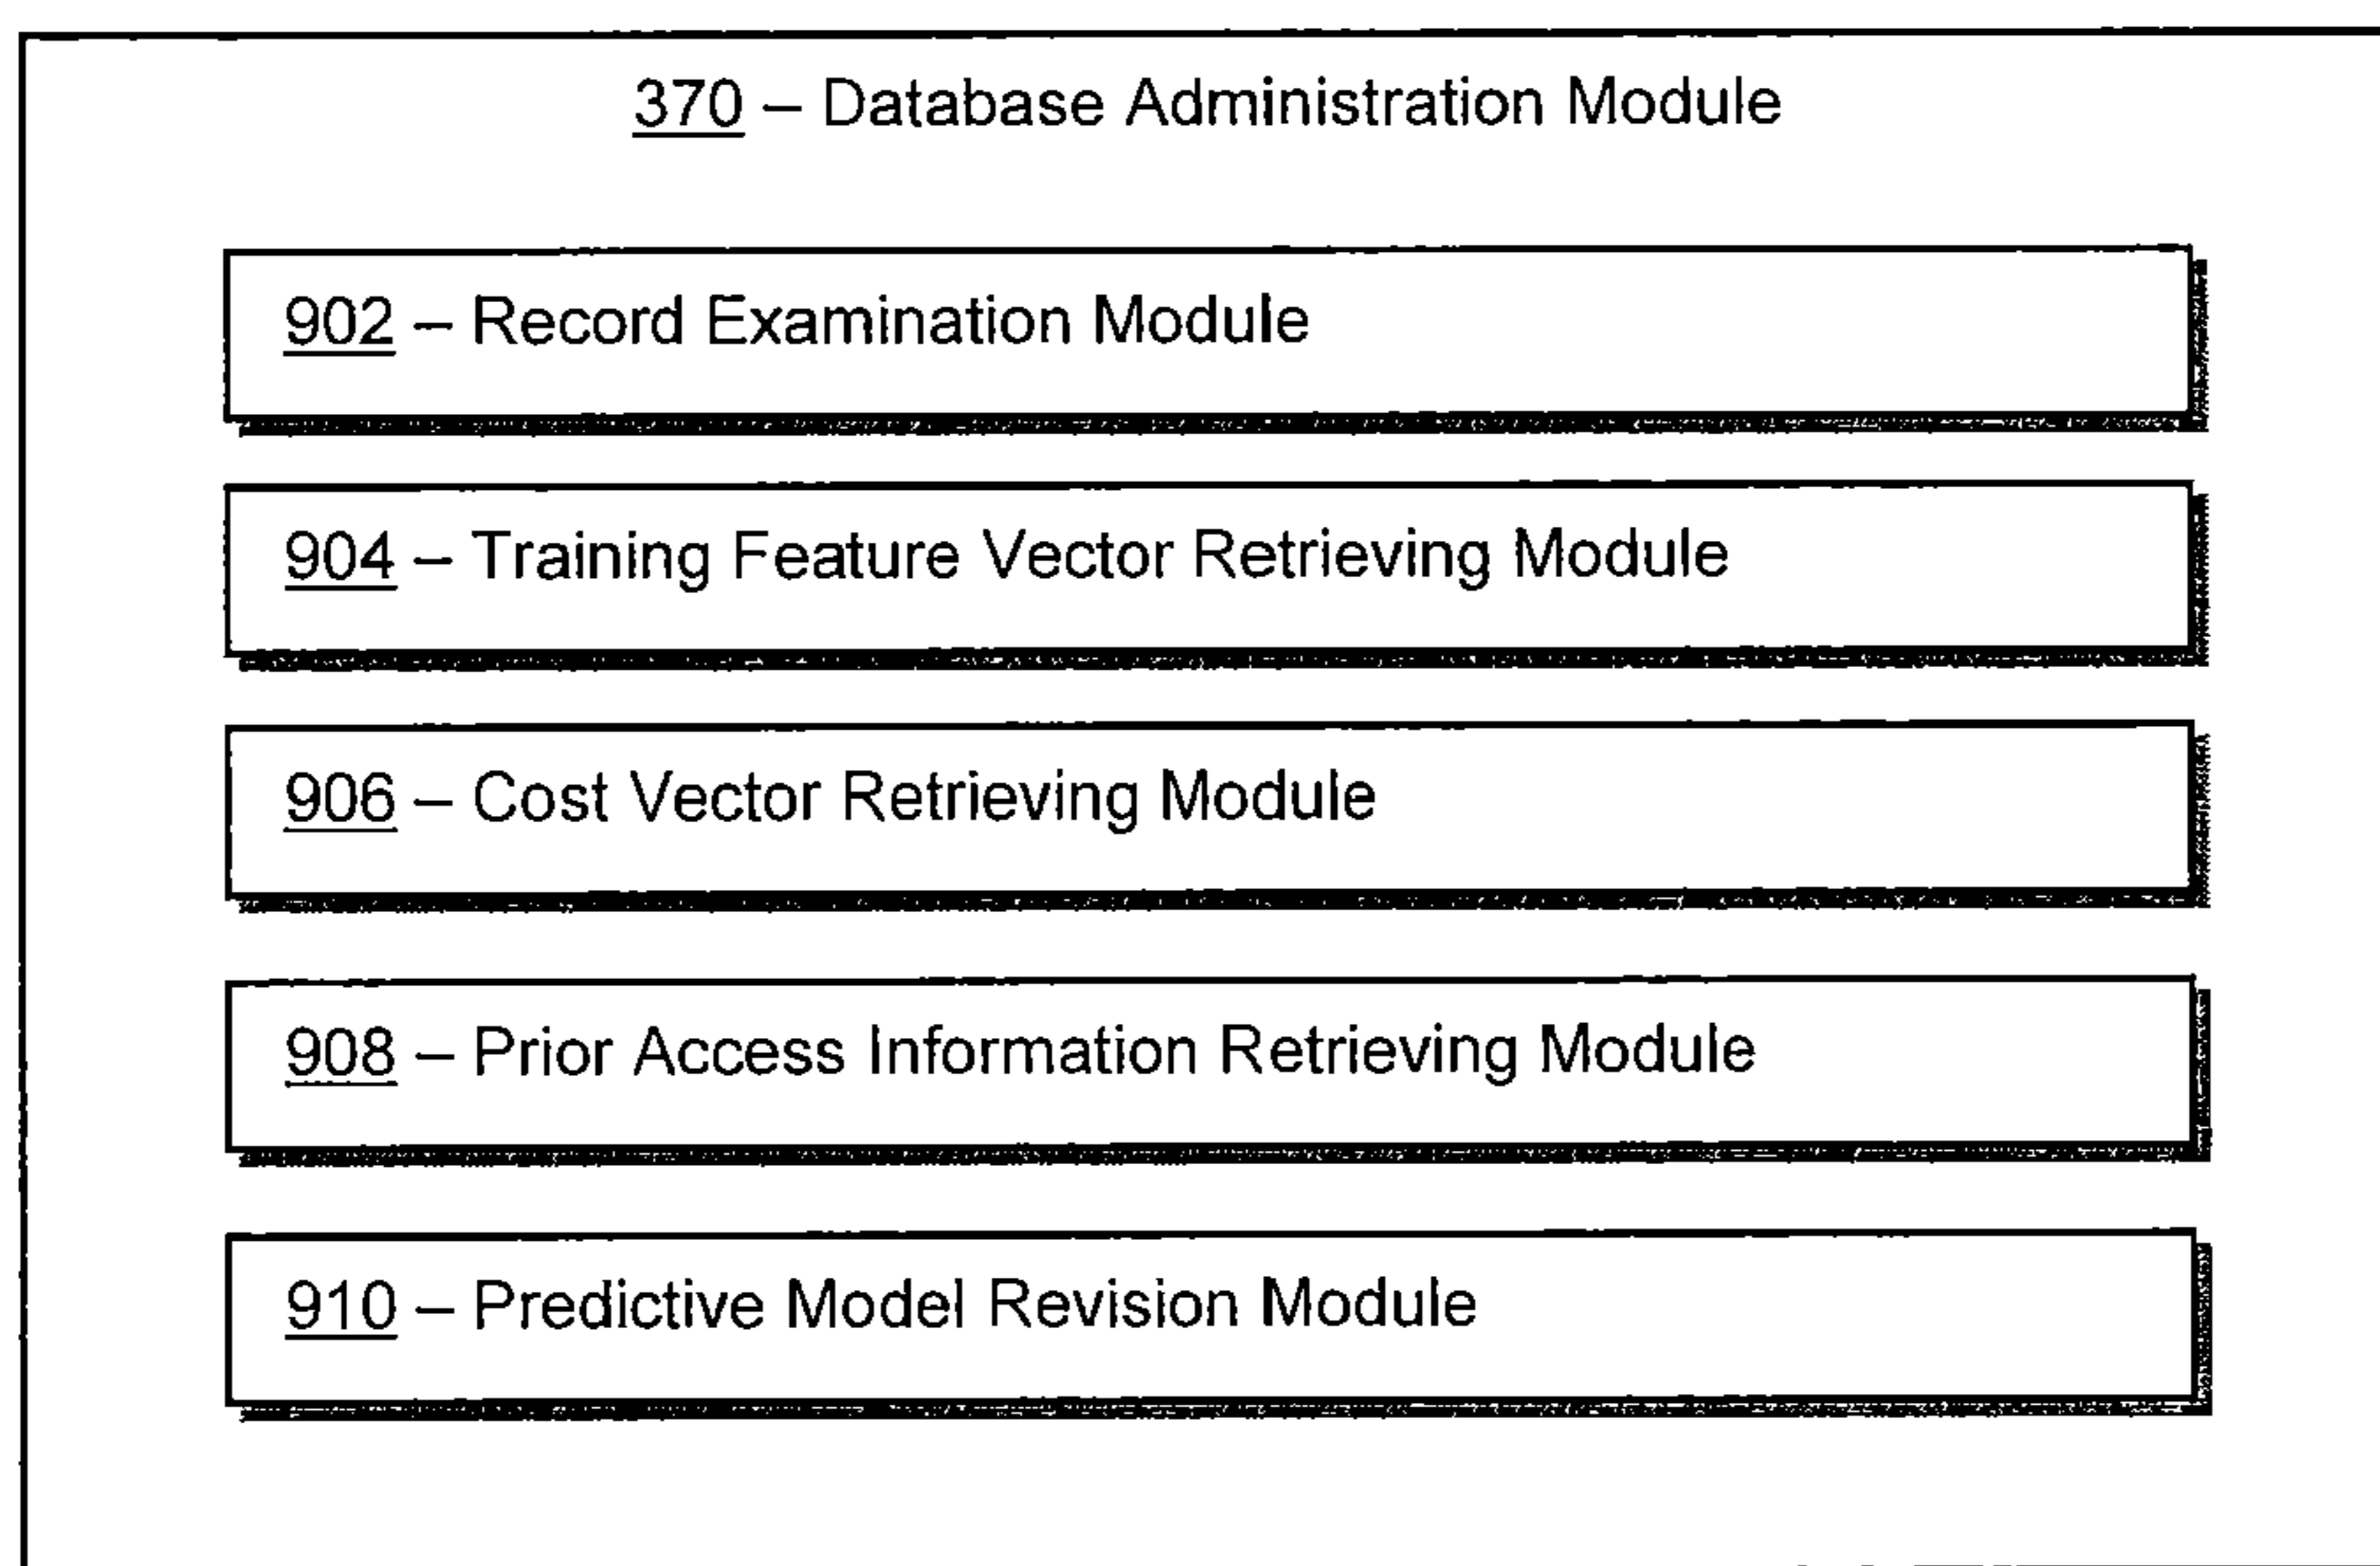 370 – Database Administration Module
902 – Record Examination Module
904 – Training Feature Vector Retrieving Module
906 – Cost Vector Retrieving Module
908 – Prior Access Information Retrieving Module
910 – Predictive Model Revision Module